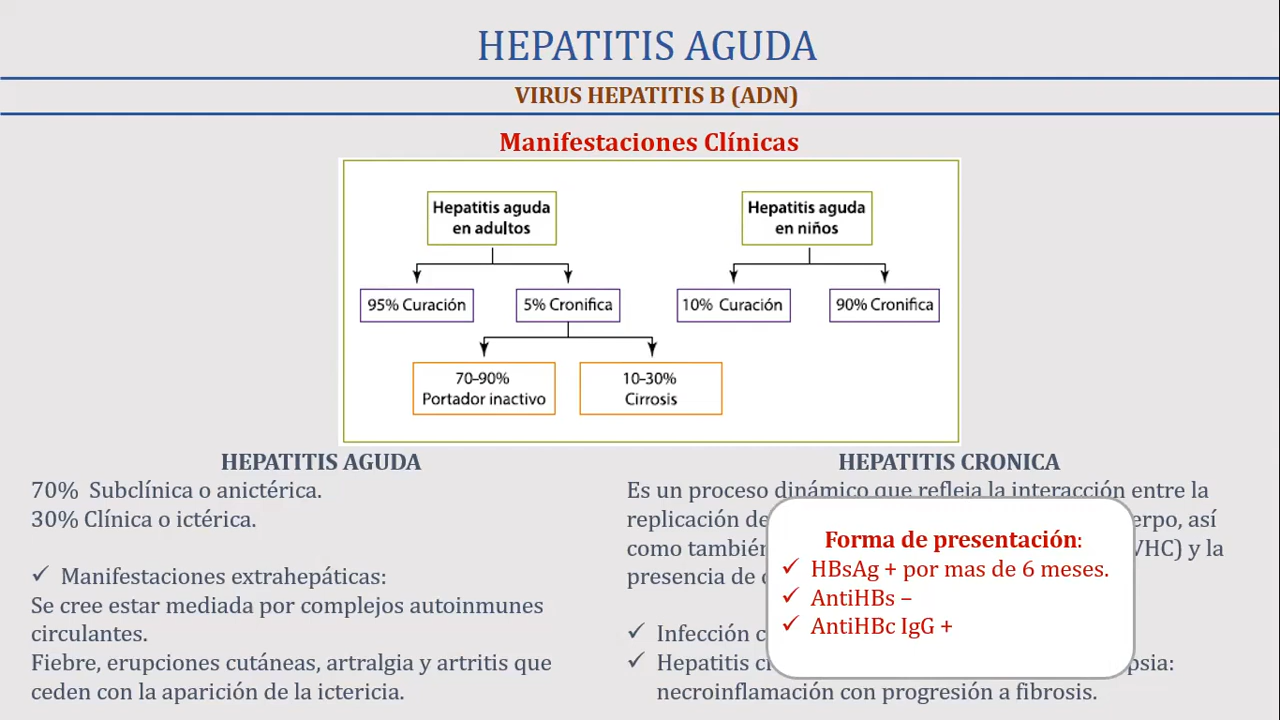 HEPATITIS AGUDA
VIRUS HEPATITIS B (ADN)
Manifestaciones Clínicas
Hepatitis aguda
en adultos
Hepatitis aguda
en niños
95% Curación
5% Cronifica
10% Curación
90% Cronifica
70-90%
Portador inactivo
10-30%
Cirrosis
HEPATITIS AGUDA
70% Subclínica o anictérica.
30% Clínica o ictérica.
✓ Manifestaciones extrahepáticas:
Se cree estar mediada por complejos autoinmunes
circulantes.
Fiebre, erupciones cutáneas, artralgia y artritis que
ceden con la aparición de la ictericia.
HEPATITIS CRONICA
Es un proceso dinámico que refleja la interacción entre la
replicación de erpo, así
como también VHC) y la
presencia de
✓ Infección
✓ Hepatitis psia:
necroinflamación con progresión a fibrosis.
Forma de presentación:
✓ HBsAg + por mas de 6 meses.
✓ AntiHBs –
✓ AntiHBc IgG +